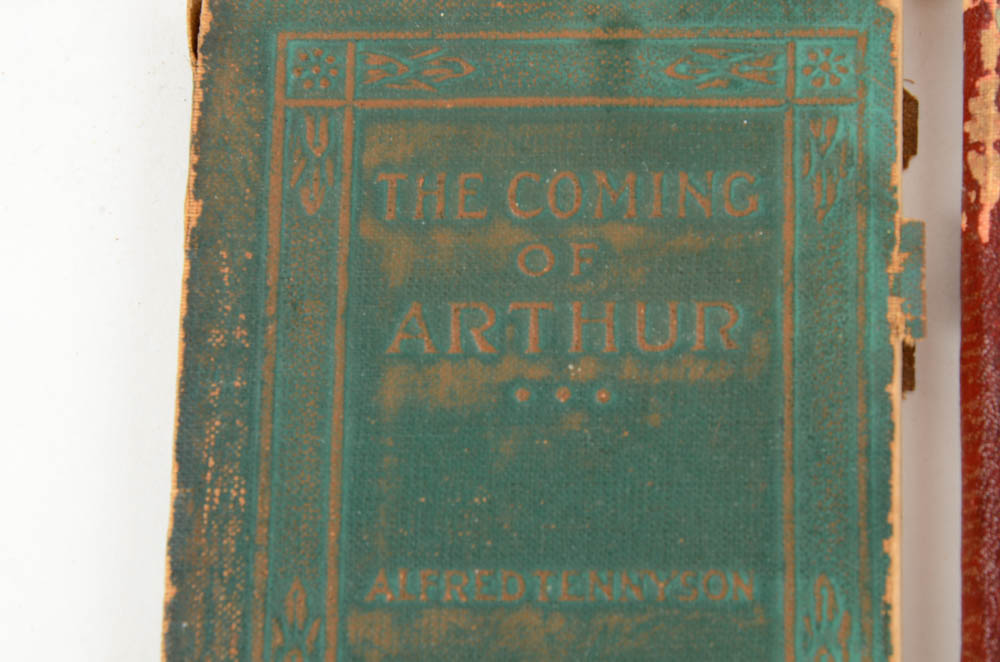 THE COMING
OF
ARTHUR
ALFRED TENNYSON